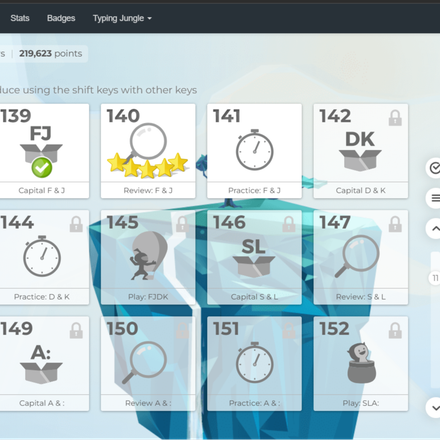 Stats Badges Typing Jungle
219,623 points
duce using the shift keys with other keys
139 140 141 142
FJ DK
Capital F & J Review: F & J Practice: F & J Capital D & K
144 145 146 147
SL
Practice: D & K Play: FJDK Capital S & L Review: S & L
149 150 151 152
A:
Capital A & : Review A & : Practice: A & : Play: SLA:
11